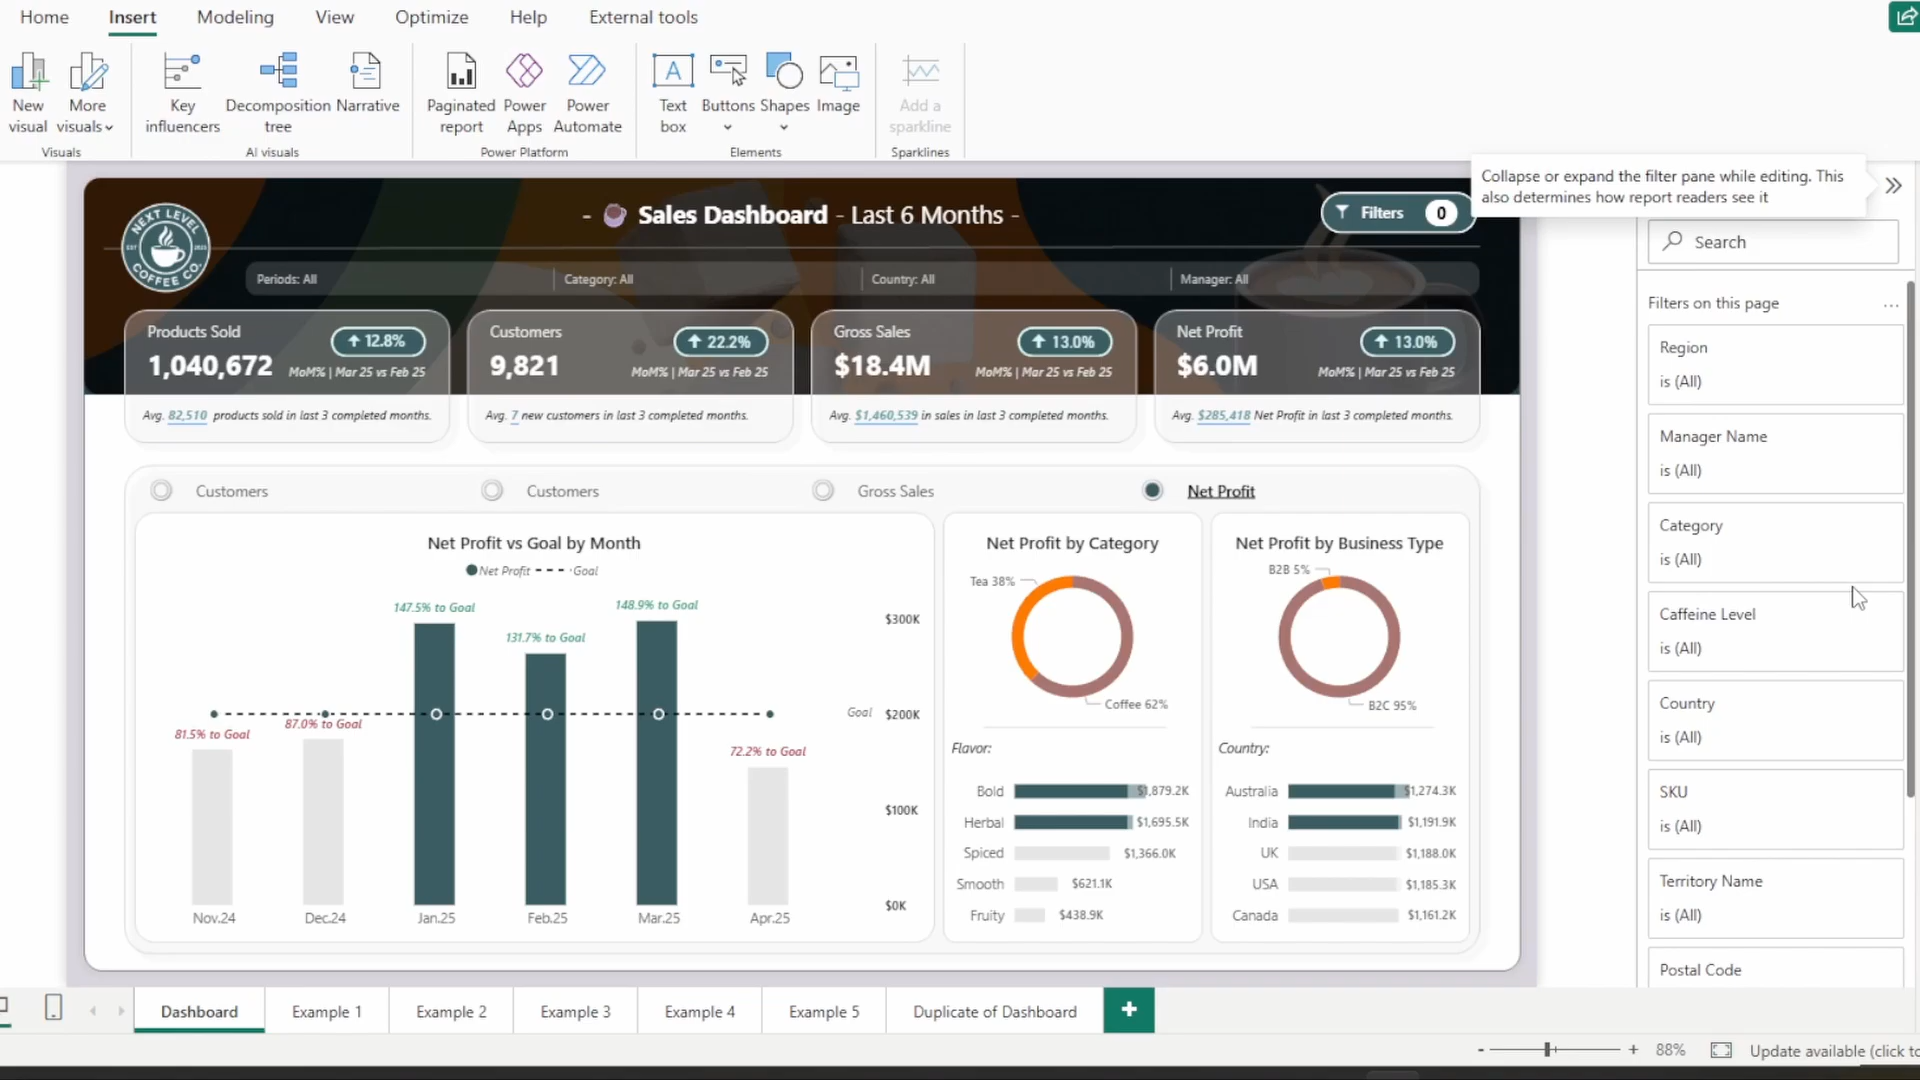 Home Insert Modeling View Optimize Help External tools
New visual
More visuals
Key influencers
Decomposition tree
Narrative
Paginated report
Power Apps
Power Automate
Text box
Buttons
Shapes
Image
Add a sparkline
Visuals
AI visuals
Power Platform
Elements
Sparklines
Collapse or expand the filter pane while editing. This
also determines how report readers see it
NEXT LEVEL
COFFEE CO.
- Sales Dashboard - Last 6 Months -
Filters 0
Periods: All
Category: All
Country: All
Manager: All
Products Sold
12.8%
1,040,672
MoM% | Mar 25 vs Feb 25
Avg. 82,510 products sold in last 3 completed months.
Customers
22.2%
9,821
MoM% | Mar 25 vs Feb 25
Avg. 7 new customers in last 3 completed months.
Gross Sales
13.0%
$18.4M
MoM% | Mar 25 vs Feb 25
Avg. $1,460,539 in sales in last 3 completed months.
Net Profit
13.0%
$6.0M
MoM% | Mar 25 vs Feb 25
Avg. $285,418 Net Profit in last 3 completed months.
Customers
Customers
Gross Sales
Net Profit
Net Profit vs Goal by Month
Net Profit
Goal
147.5% to Goal
148.9% to Goal
131.7% to Goal
87.0% to Goal
81.5% to Goal
72.2% to Goal
$300K
Goal $200K
$100K
$0K
Nov.24 Dec.24 Jan.25 Feb.25 Mar.25 Apr.25
Net Profit by Category
Tea 38%
Coffee 62%
Flavor:
Bold $1,879.2K
Herbal $1,695.5K
Spiced $1,366.0K
Smooth $621.1K
Fruity $438.9K
Net Profit by Business Type
B2B 5%
B2C 95%
Country:
Australia $1,274.3K
India $1,191.9K
UK $1,188.0K
USA $1,185.3K
Canada $1,161.2K
Search
Filters on this page
Region
is (All)
Manager Name
is (All)
Category
is (All)
Caffeine Level
is (All)
Country
is (All)
SKU
is (All)
Territory Name
is (All)
Postal Code
Dashboard
Example 1
Example 2
Example 3
Example 4
Example 5
Duplicate of Dashboard
+
- + 88%
Update available (click to